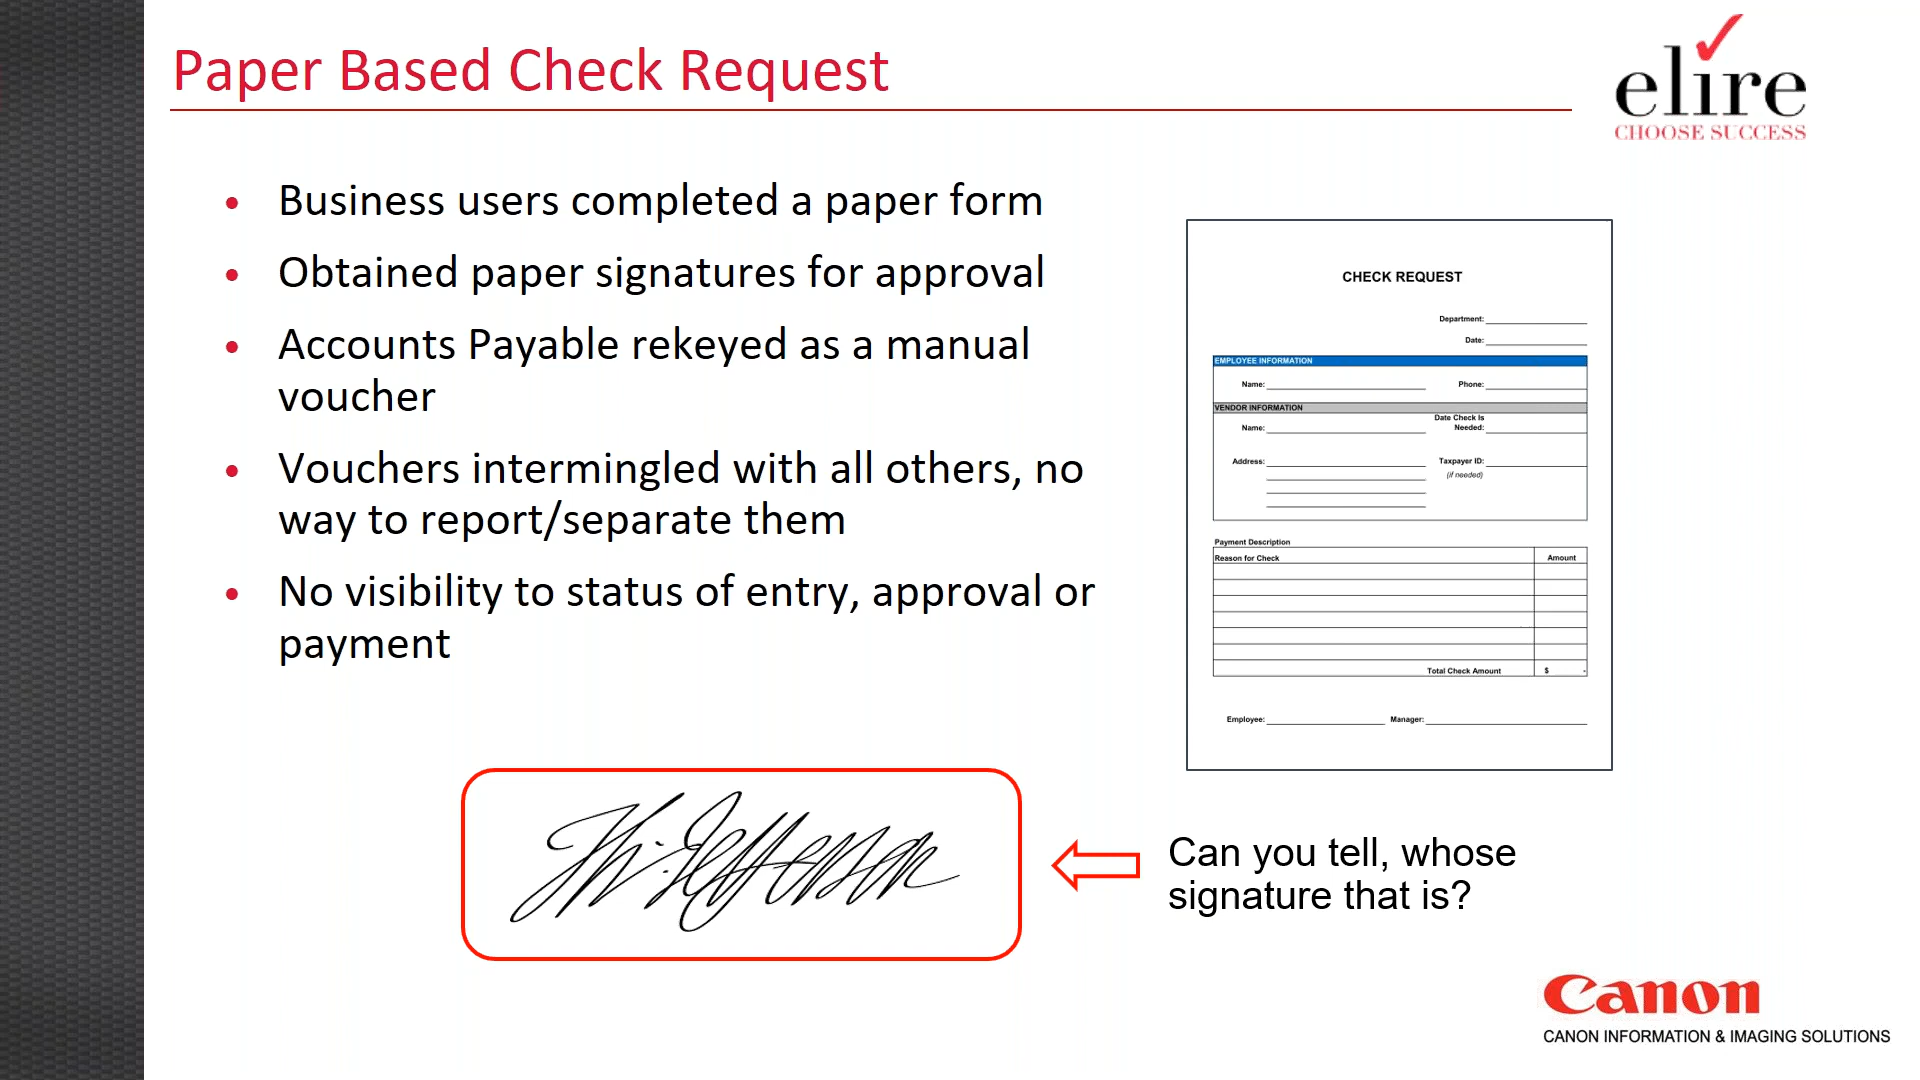 Paper Based Check Request
elire
CHOOSE SUCCESS
• Business users completed a paper form
• Obtained paper signatures for approval
• Accounts Payable rekeyed as a manual
voucher
• Vouchers intermingled with all others, no
way to report/separate them
• No visibility to status of entry, approval or
payment
CHECK REQUEST
Department:
Date:
EMPLOYEE INFORMATION
Name: Phone:
VENDOR INFORMATION
Date Check Is
Name: Needed:
Address: Taxpayer ID:
(if needed)
Payment Description
Reason for Check Amount
Total Check Amount $ -
Employee: Manager:
Th: Jefferson
Can you tell, whose
signature that is?
Canon
CANON INFORMATION & IMAGING SOLUTIONS